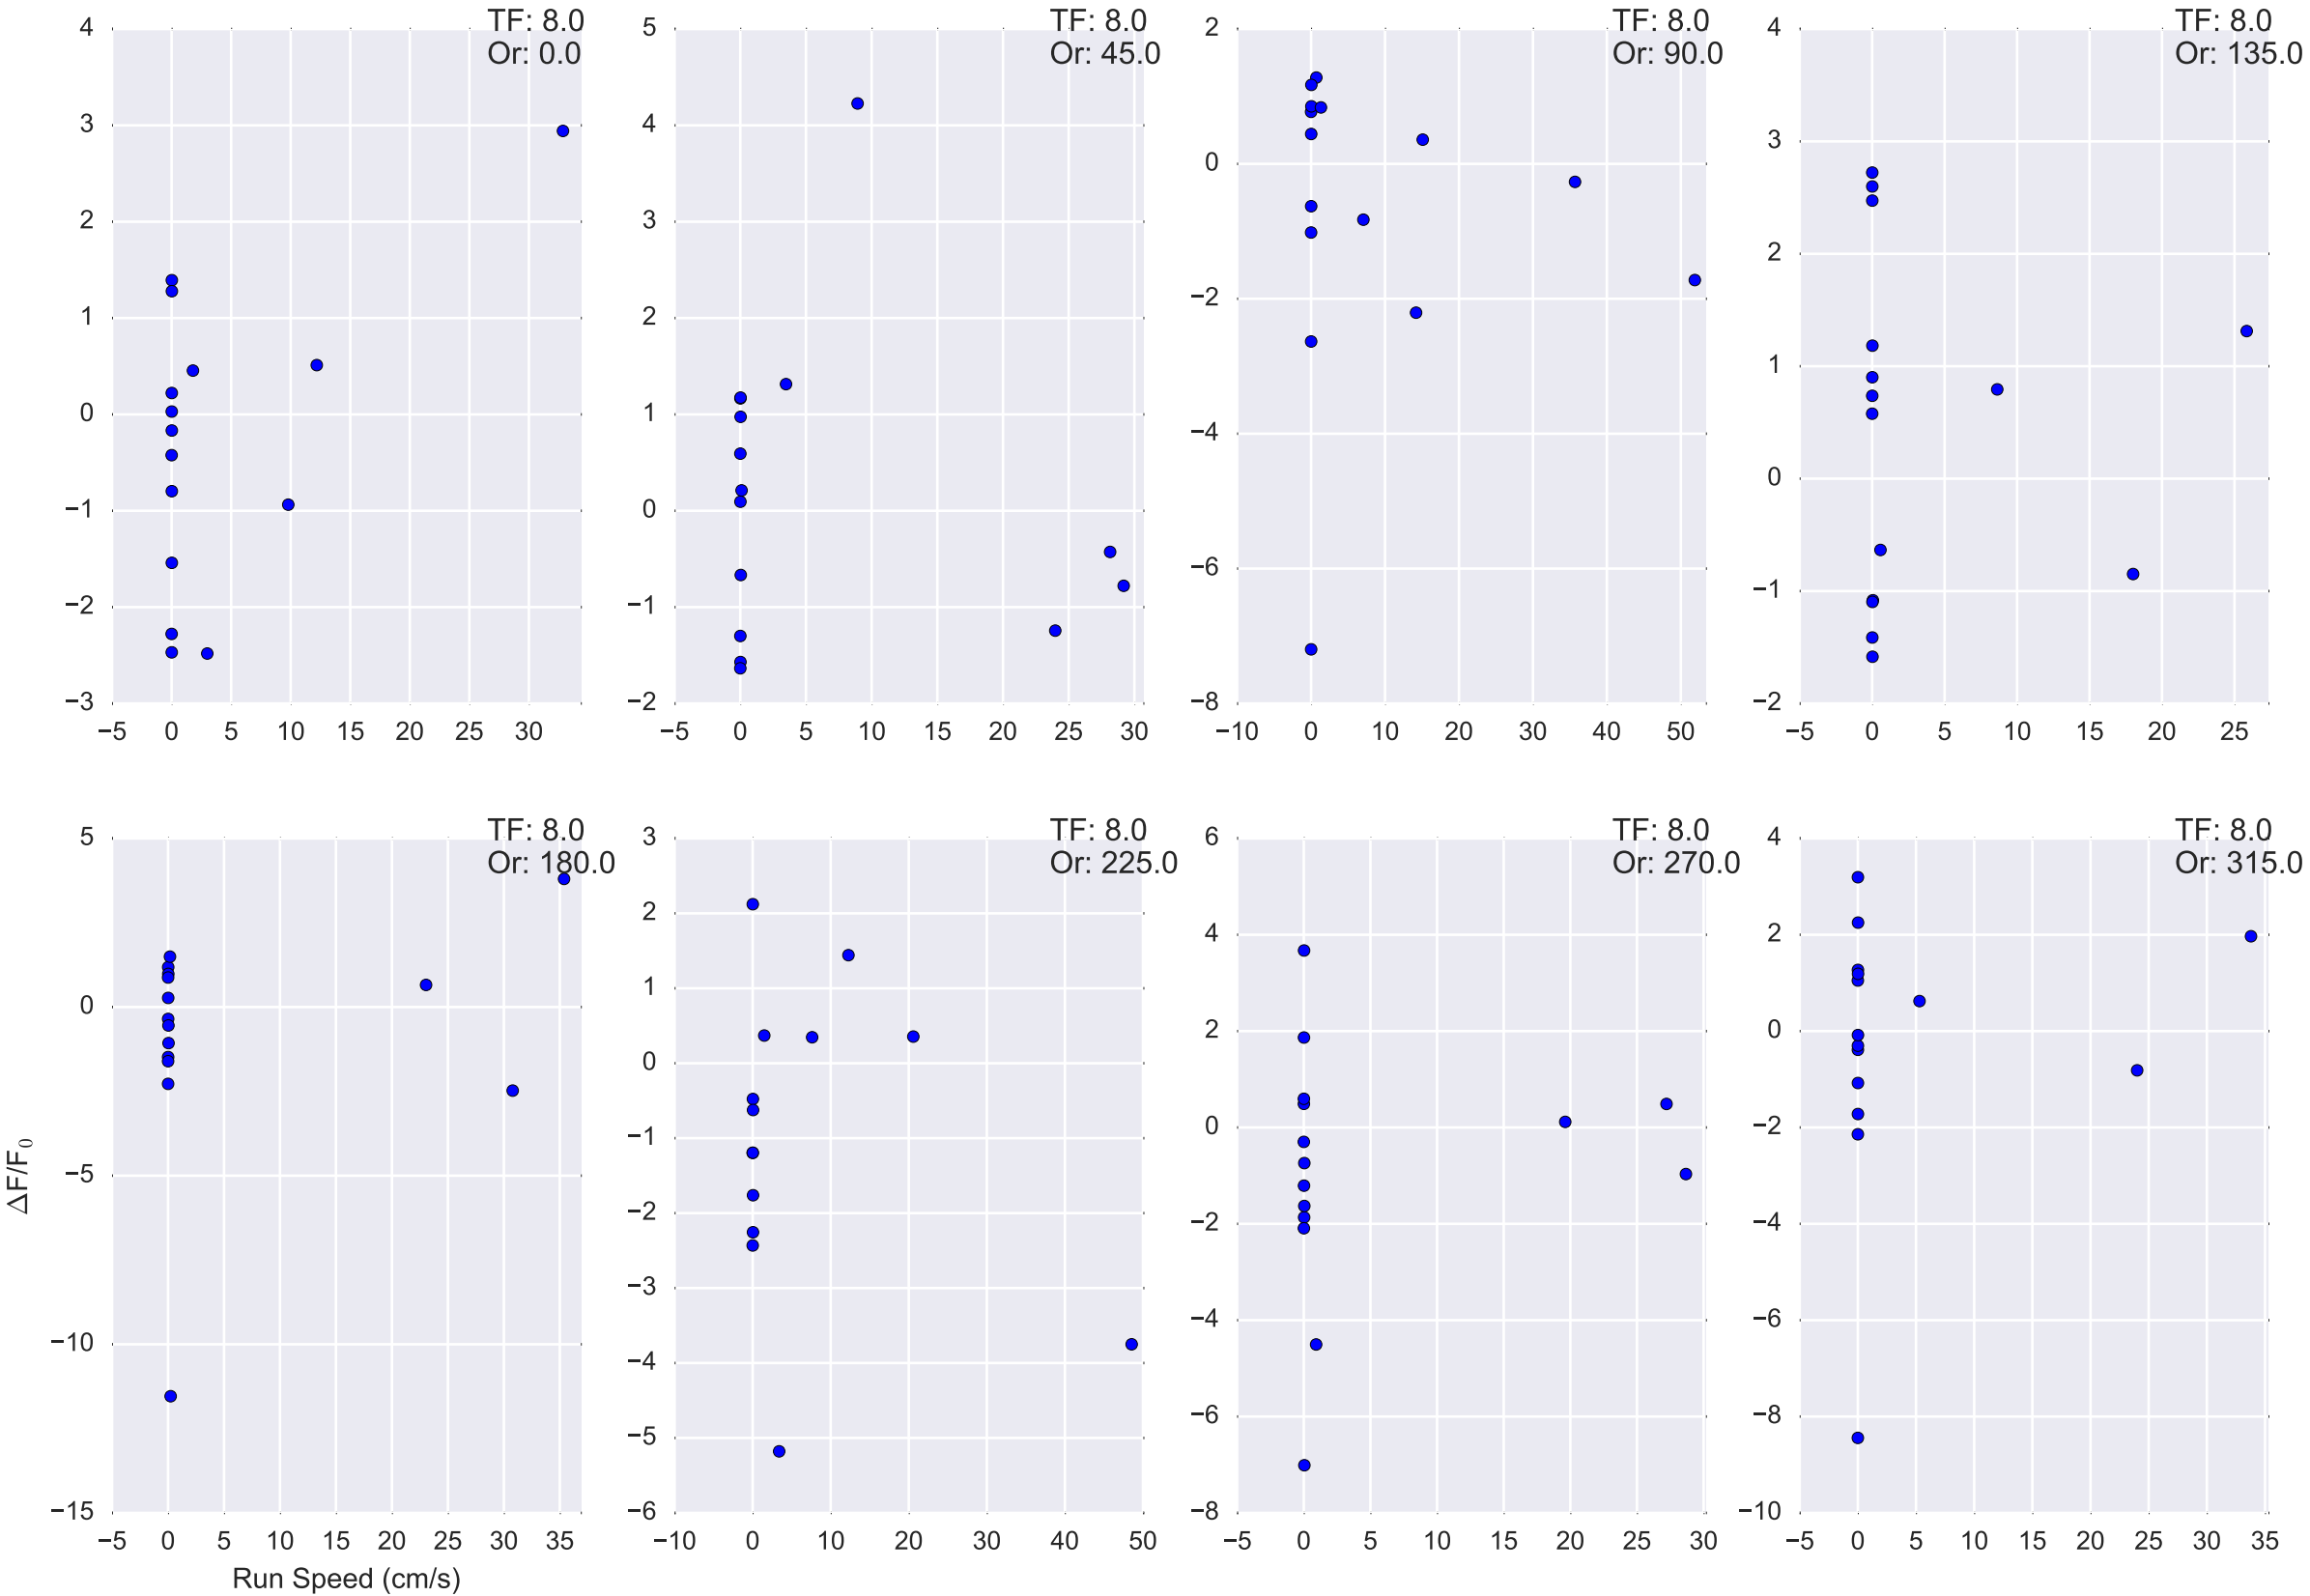 TF: 8.0
Or: 0.0
4
3
2
1
0
−1
−2
−3
−5 0 5 10 15 20 25 30
TF: 8.0
Or: 45.0
5
4
3
2
1
0
−1
−2
−5 0 5 10 15 20 25 30
TF: 8.0
Or: 90.0
2
0
−2
−4
−6
−8
−10 0 10 20 30 40 50
TF: 8.0
Or: 135.0
4
3
2
1
0
−1
−2
−5 0 5 10 15 20 25
TF: 8.0
Or: 180.0
5
0
−5
−10
−15
−5 0 5 10 15 20 25 30 35
ΔF/F₀
Run Speed (cm/s)
TF: 8.0
Or: 225.0
3
2
1
0
−1
−2
−3
−4
−5
−6
−10 0 10 20 30 40 50
TF: 8.0
Or: 270.0
6
4
2
0
−2
−4
−6
−8
−5 0 5 10 15 20 25 30
TF: 8.0
Or: 315.0
4
2
0
−2
−4
−6
−8
−10
−5 0 5 10 15 20 25 30 35